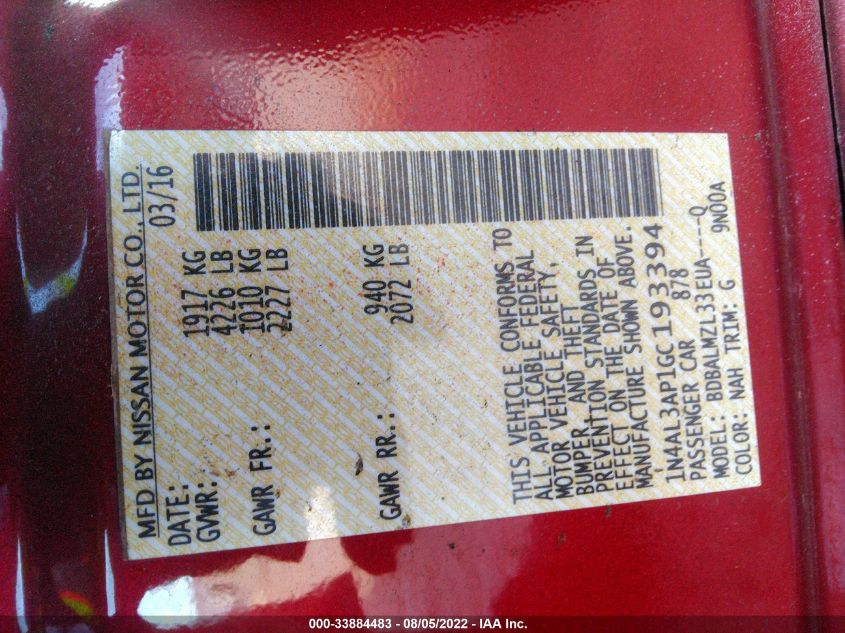 MFD BY NISSAN MOTOR CO., LTD.
DATE: 03/16
GVWR: 1917 KG
4226 LB
GAWR FR.: 1010 KG
2227 LB
GAWR RR.: 940 KG
2072 LB
THIS VEHICLE CONFORMS TO
ALL APPLICABLE FEDERAL
MOTOR VEHICLE SAFETY,
BUMPER, AND THEFT
PREVENTION STANDARDS IN
EFFECT ON THE DATE OF
MANUFACTURE SHOWN ABOVE.
1N4AL3AP1GC193394
PASSENGER CAR 878
MODEL: BDBALMZL33EUA----Q
COLOR: NAH TRIM: G 9N00A
000-33884483 - 08/05/2022 - IAA Inc.